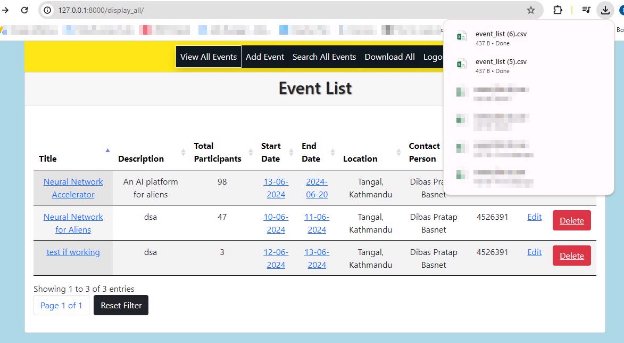 127.0.0.1:8000/display_all/
event_list (6).csv
437 B • Done
event_list (5).csv
437 B • Done
View All Events Add Event Search All Events Download All Logo
Event List
Title Description Total Participants Start Date End Date Location Contact Person
Neural Network Accelerator An AI platform for aliens 98 13-06-2024 2024-06-20 Tangal, Kathmandu Dibas Pratap Basnet
Neural Network for Aliens dsa 47 10-06-2024 11-06-2024 Tangal, Kathmandu Dibas Pratap Basnet 4526391 Edit Delete
test if working dsa 3 12-06-2024 13-06-2024 Tangal, Kathmandu Dibas Pratap Basnet 4526391 Edit Delete
Showing 1 to 3 of 3 entries
Page 1 of 1 Reset Filter